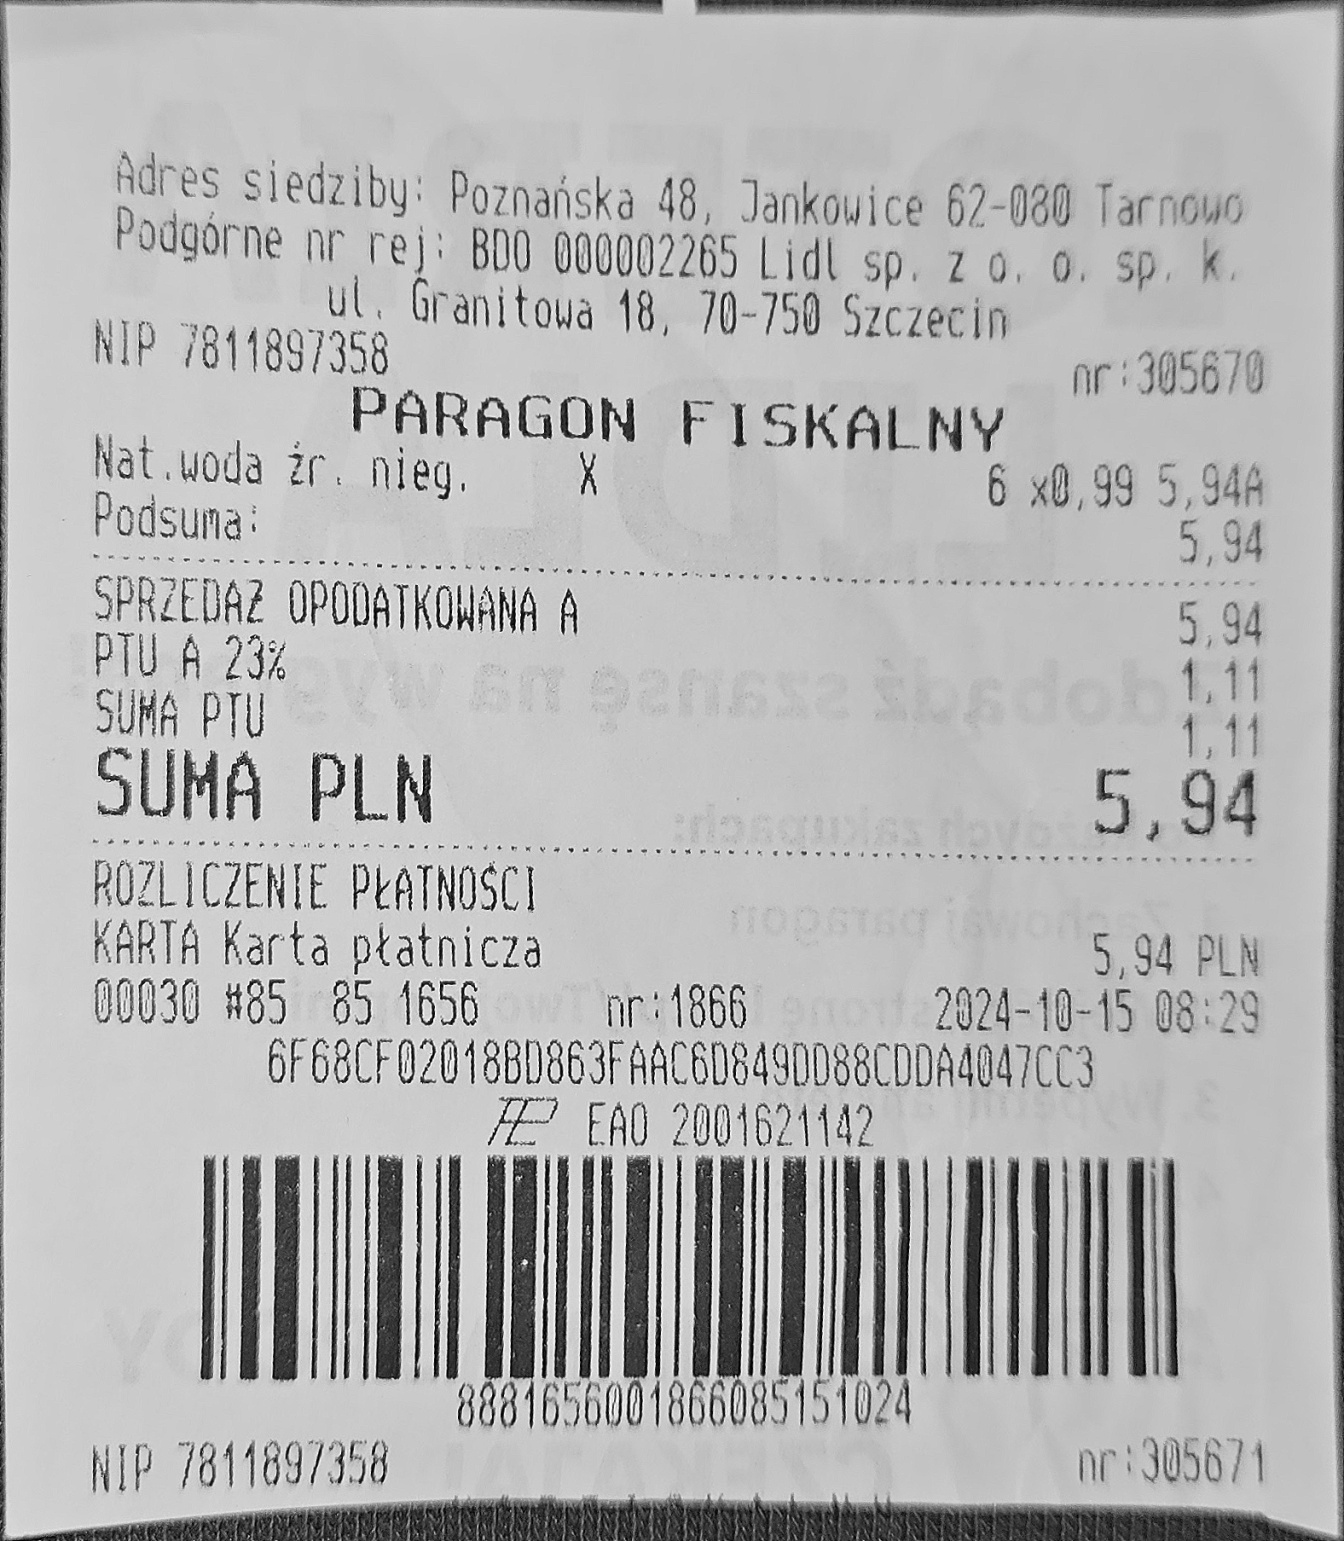 Adres siedziby: Poznańska 48, Jankowice 62-080 Tarnowo
Podgórne nr rej: BDO 000002265 Lidl sp. z o. o. sp. k.
ul. Granitowa 18, 70-750 Szczecin
NIP 7811897358 nr:305670
PARAGON FISKALNY
Nat.woda źr. nieg. X 6 x0,99 5,94A
Podsuma: 5,94
SPRZEDAŻ OPODATKOWANA A 5,94
PTU A 23% 1,11
SUMA PTU 1,11
SUMA PLN 5,94
ROZLICZENIE PŁATNOŚCI
KARTA Karta płatnicza 5,94 PLN
00030 #85 85 1656 nr:1866 2024-10-15 08:29
6F68CF02018BD863FAAC6D849DD88CDDA4047CC3
EAO 2001621142
8881656001866085151024
NIP 7811897358 nr:305671